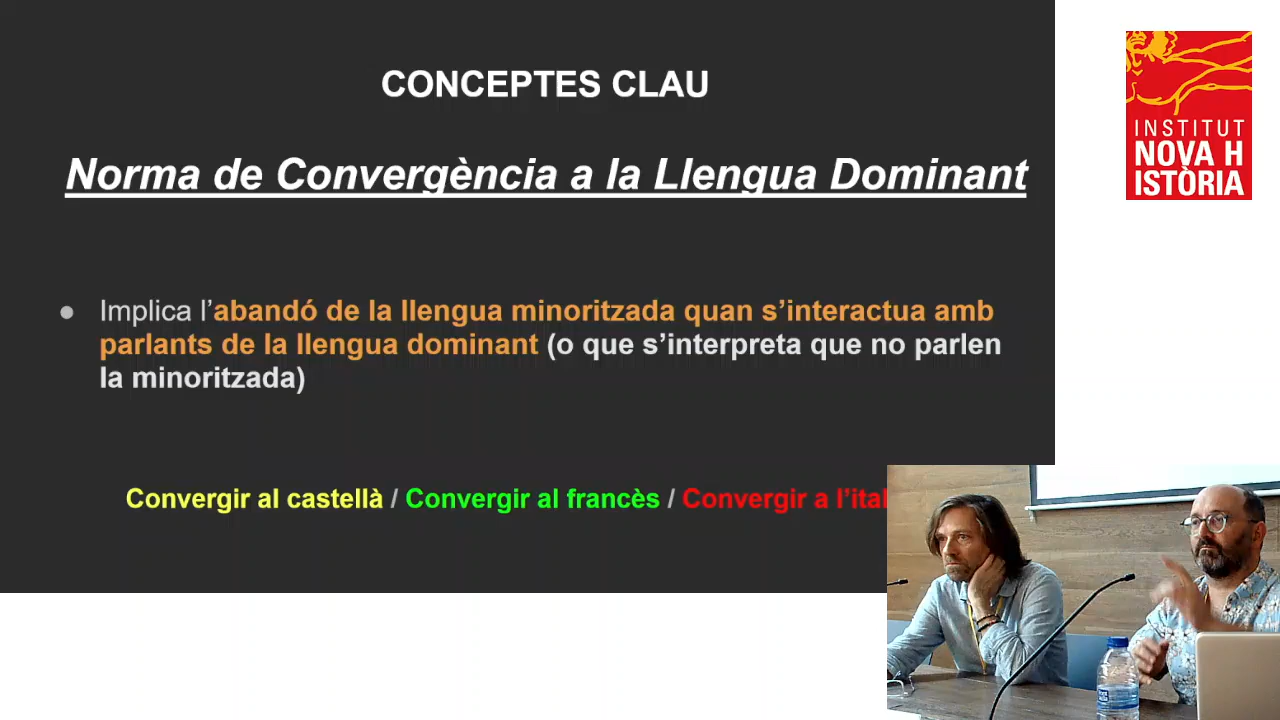 CONCEPTES CLAU
Norma de Convergència a la Llengua Dominant
● Implica l’abandó de la llengua minoritzada quan s’interactua amb
parlants de la llengua dominant (o que s’interpreta que no parlen
la minoritzada)
Convergir al castellà / Convergir al francès / Convergir a l’ital
INSTITUT
NOVA H
ISTÒRIA